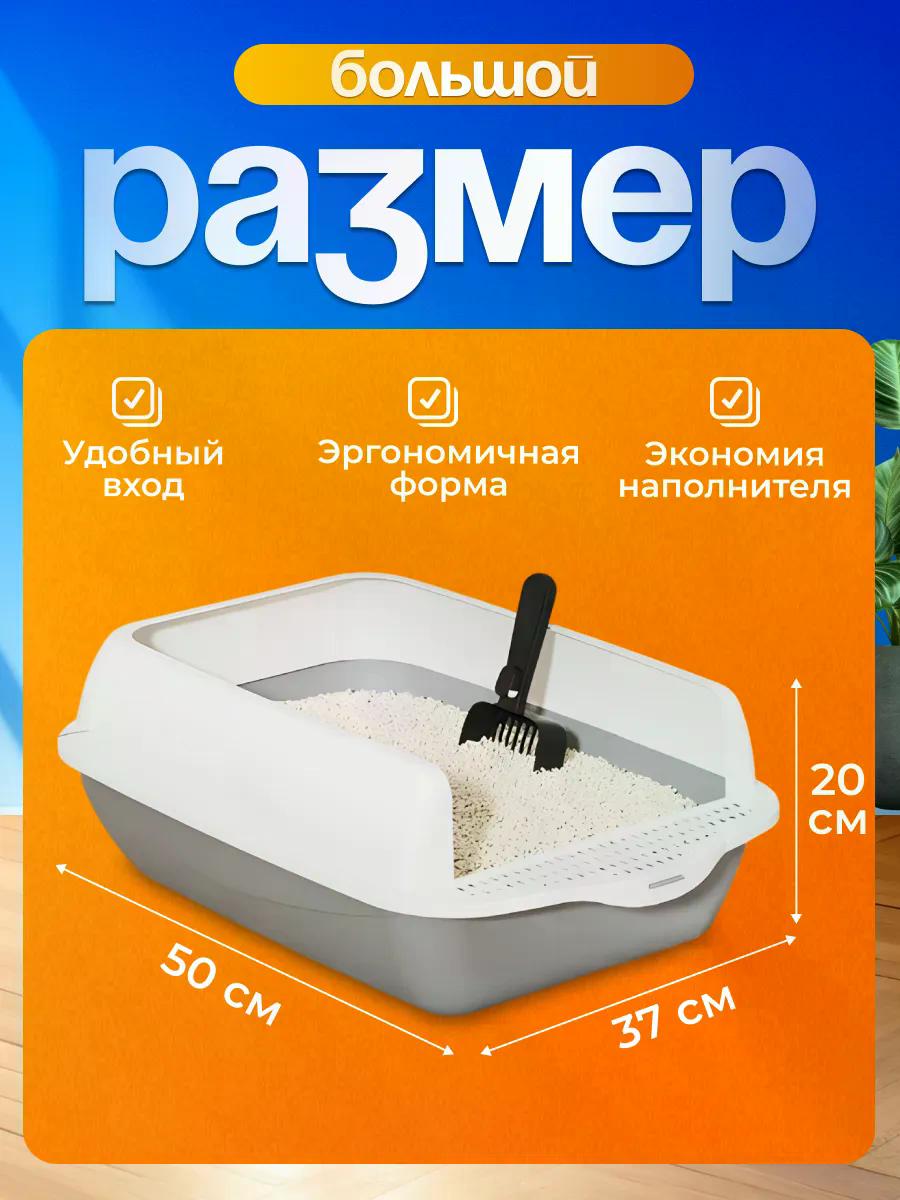 большой
размер
Удобный
вход
Эргономичная
форма
Экономия
наполнителя
20
см
50 см
37 см